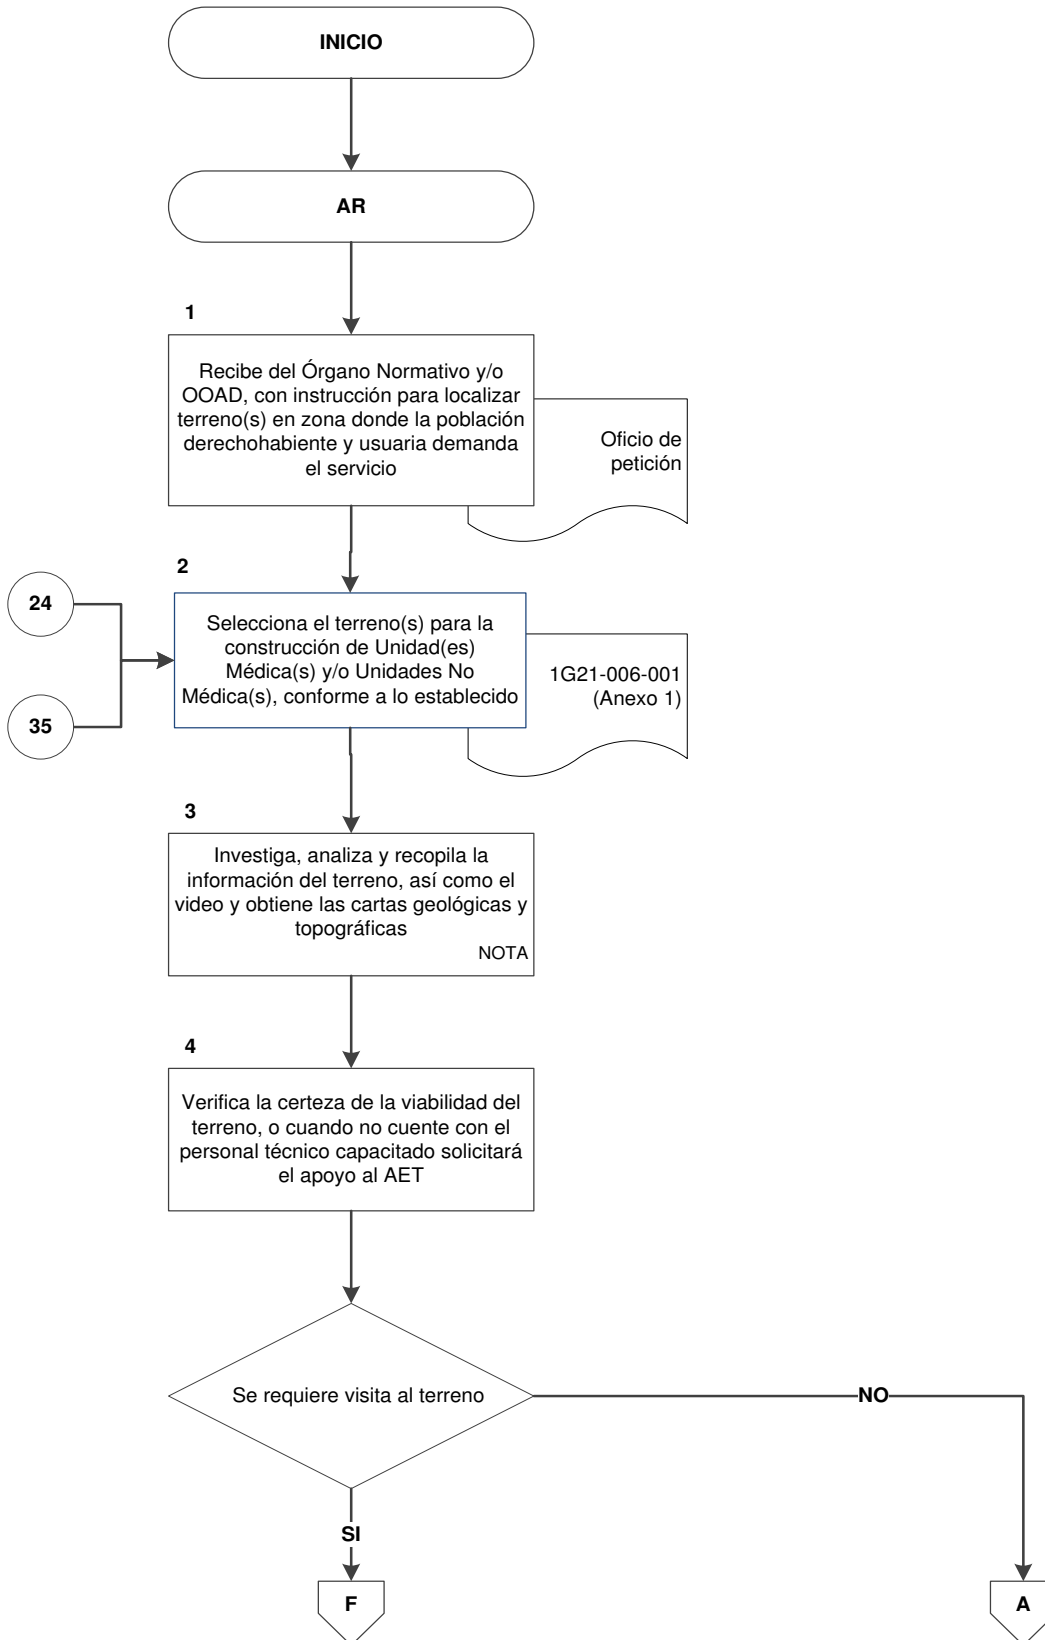 INICIO
AR
1
Recibe del Órgano Normativo y/o
OOAD, con instrucción para localizar
terreno(s) en zona donde la población
derechohabiente y usuaria demanda
el servicio
Oficio de
petición
2
24
35
Selecciona el terreno(s) para la
construcción de Unidad(es)
Médica(s) y/o Unidades No
Médica(s), conforme a lo establecido
1G21-006-001
(Anexo 1)
3
Investiga, analiza y recopila la
información del terreno, así como el
video y obtiene las cartas geológicas y
topográficas
NOTA
4
Verifica la certeza de la viabilidad del
terreno, o cuando no cuente con el
personal técnico capacitado solicitará
el apoyo al AET
Se requiere visita al terreno
NO
SI
F
A